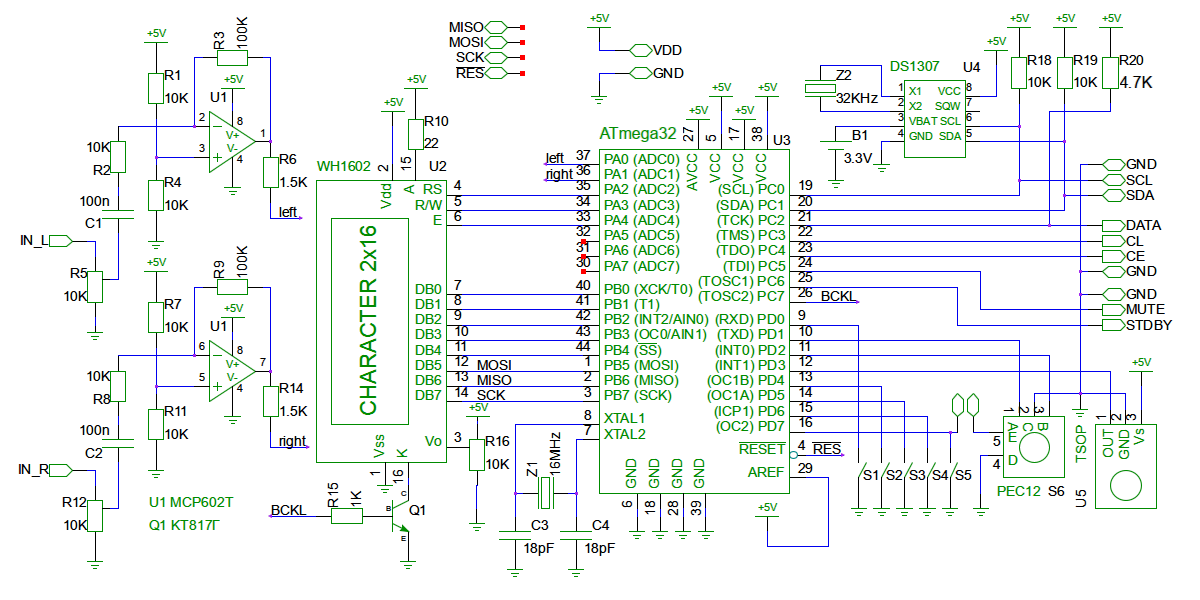 MISO
MOSI
SCK
RES
+5V
VDD
GND
+5V
R1
10K
R3
100K
+5V
U1
2
3
8
V+
V-
4
1
10K
R2
R4
10K
R6
1.5K
left
100n
C1
IN_L
R5
10K
+5V
R7
10K
R9
100K
+5V
U1
6
5
8
V+
V-
4
7
10K
R8
R11
10K
R14
1.5K
right
100n
C2
IN_R
R12
10K
U1 MCP602T
Q1 КТ817Г
+5V
+5V
R10
22
WH1602
U2
2
15
Vdd
A
RS 4
R/W 5
E 6
CHARACTER 2x16
DB0 7
DB1 8
DB2 9
DB3 10
DB4 11
DB5 12 MOSI
DB6 13 MISO
DB7 14 SCK
Vo 3
Vss
K
1
16
+5V
R16
10K
BCKL
R15
1K
Q1
C
B
E
ATmega32
U3
+5V
+5V
+5V
+5V
27
5
17
38
AVCC
VCC
VCC
VCC
left 37 PA0 (ADC0)
right 36 PA1 (ADC1)
35 PA2 (ADC2)
34 PA3 (ADC3)
33 PA4 (ADC4)
32 PA5 (ADC5)
31 PA6 (ADC6)
30 PA7 (ADC7)
40 PB0 (XCK/T0)
41 PB1 (T1)
42 PB2 (INT2/AIN0)
43 PB3 (OC0/AIN1)
44 PB4 (SS)
1 PB5 (MOSI)
2 PB6 (MISO)
3 PB7 (SCK)
8 XTAL1
7 XTAL2
(SCL) PC0 19
(SDA) PC1 20
(TCK) PC2 21
(TMS) PC3 22
(TDO) PC4 23
(TDI) PC5 24
(TOSC1) PC6 25
(TOSC2) PC7 26 BCKL
(RXD) PD0 9
(TXD) PD1 10
(INT0) PD2 11
(INT1) PD3 12
(OC1B) PD4 13
(OC1A) PD5 14
(ICP1) PD6 15
(OC2) PD7 16
RESET 4 RES
AREF 29
GND
GND
GND
GND
6
18
28
39
+5V
Z1
16MHz
C3
18pF
C4
18pF
Z2
32KHz
B1
3.3V
DS1307
U4
1 X1
2 X2
3 VBAT
4 GND
VCC 8
SQW 7
SCL 6
SDA 5
+5V
+5V
+5V
+5V
R18
10K
R19
10K
R20
4.7K
GND
SCL
SDA
DATA
CL
CE
GND
GND
MUTE
STDBY
S1
S2
S3
S4
S5
1
2
3
A
C
B
5 E
4 D
PEC12
S6
+5V
1
2
3
OUT
GND
Vs
TSOP
U5